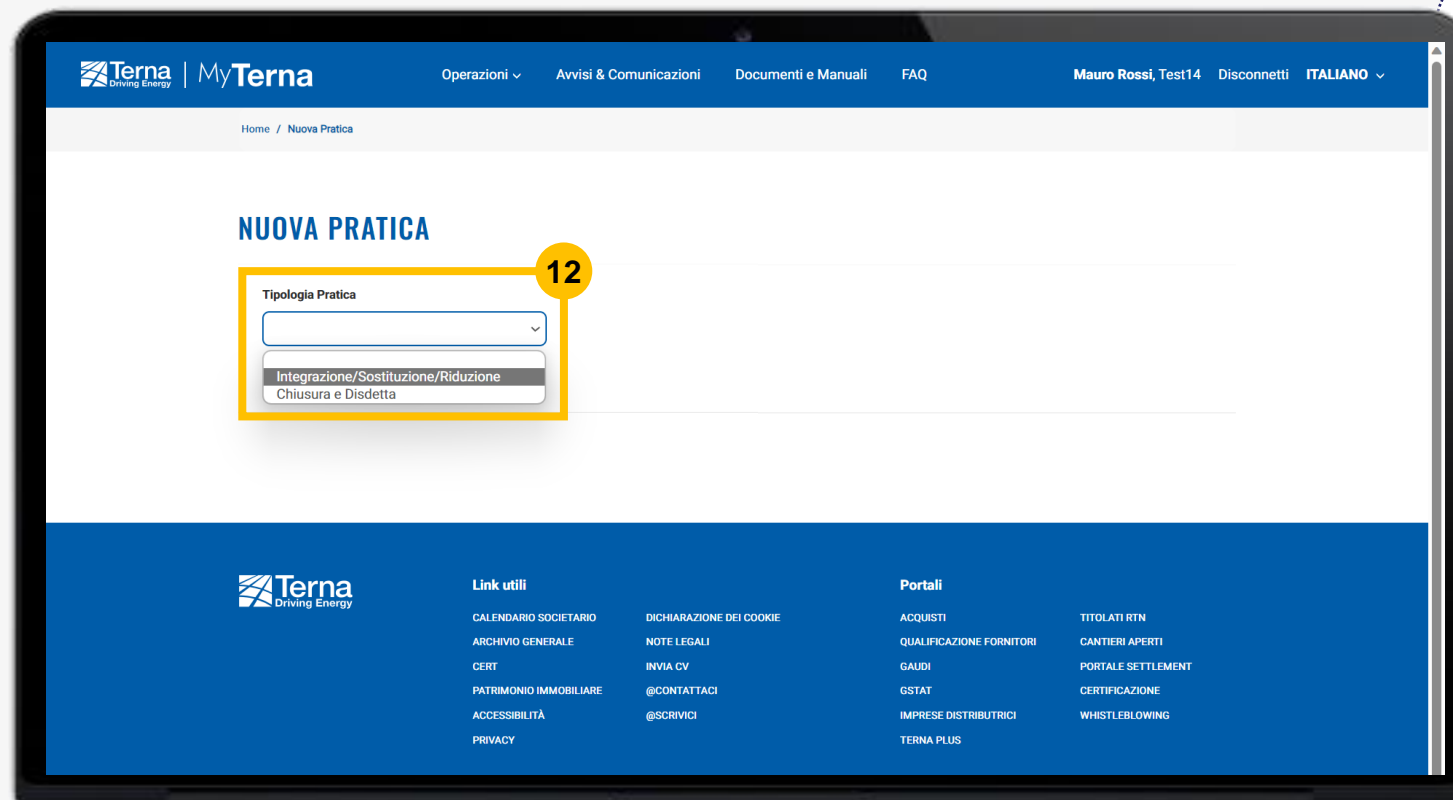 Terna
Driving Energy
MyTerna
Operazioni
Avvisi & Comunicazioni
Documenti e Manuali
FAQ
Mauro Rossi, Test14
Disconnetti
ITALIANO
Home / Nuova Pratica
NUOVA PRATICA
12
Tipologia Pratica
Integrazione/Sostituzione/Riduzione
Chiusura e Disdetta
Terna
Driving Energy
Link utili
CALENDARIO SOCIETARIO
ARCHIVIO GENERALE
CERT
PATRIMONIO IMMOBILIARE
ACCESSIBILITÀ
PRIVACY
DICHIARAZIONE DEI COOKIE
NOTE LEGALI
INVIA CV
@CONTATTACI
@SCRIVICI
Portali
ACQUISTI
QUALIFICAZIONE FORNITORI
GAUDI
GSTAT
IMPRESE DISTRIBUTRICI
TERNA PLUS
TITOLATI RTN
CANTIERI APERTI
PORTALE SETTLEMENT
CERTIFICAZIONE
WHISTLEBLOWING